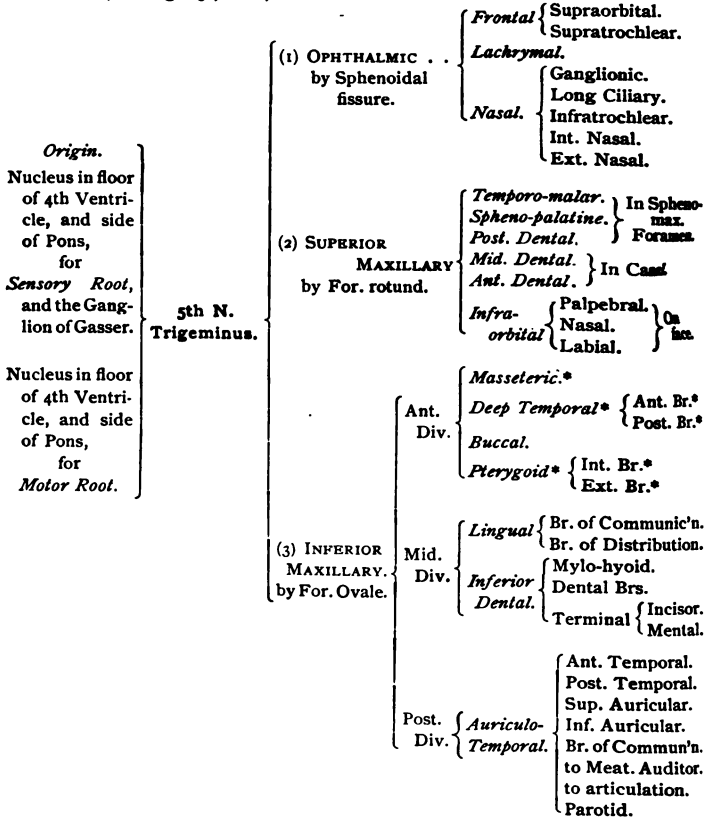 Origin.
Nucleus in floor
of 4th Ventri-
cle, and side
of Pons,
for
Sensory Root,
and the Gang-
lion of Gasser.
Nucleus in floor
of 4th Ventri-
cle, and side
of Pons,
for
Motor Root.
5th N.
Trigeminus.
(1) OPHTHALMIC . .
by Sphenoidal
fissure.
Frontal
Supraorbital.
Supratrochlear.
Lachrymal.
Nasal.
Ganglionic.
Long Ciliary.
Infratrochlear.
Int. Nasal.
Ext. Nasal.
(2) SUPERIOR
MAXILLARY
by For. rotund.
Temporo-malar.
Spheno-palatine.
Post. Dental.
In Spheno-
max.
Foramen.
Mid. Dental.
Ant. Dental.
In Canal
Infra-
orbital
Palpebral.
Nasal.
Labial.
On
face.
(3) INFERIOR
MAXILLARY.
by For. Ovale.
Ant.
Div.
Masseteric.*
Deep Temporal*
Ant. Br.*
Post. Br.*
Buccal.
Pterygoid*
Int. Br.*
Ext. Br.*
Mid.
Div.
Lingual
Br. of Communic'n.
Br. of Distribution.
Inferior
Dental.
Mylo-hyoid.
Dental Brs.
Terminal
Incisor.
Mental.
Post.
Div.
Auriculo-
Temporal.
Ant. Temporal.
Post. Temporal.
Sup. Auricular.
Inf. Auricular.
Br. of Commun'n.
to Meat. Auditor.
to articulation.
Parotid.